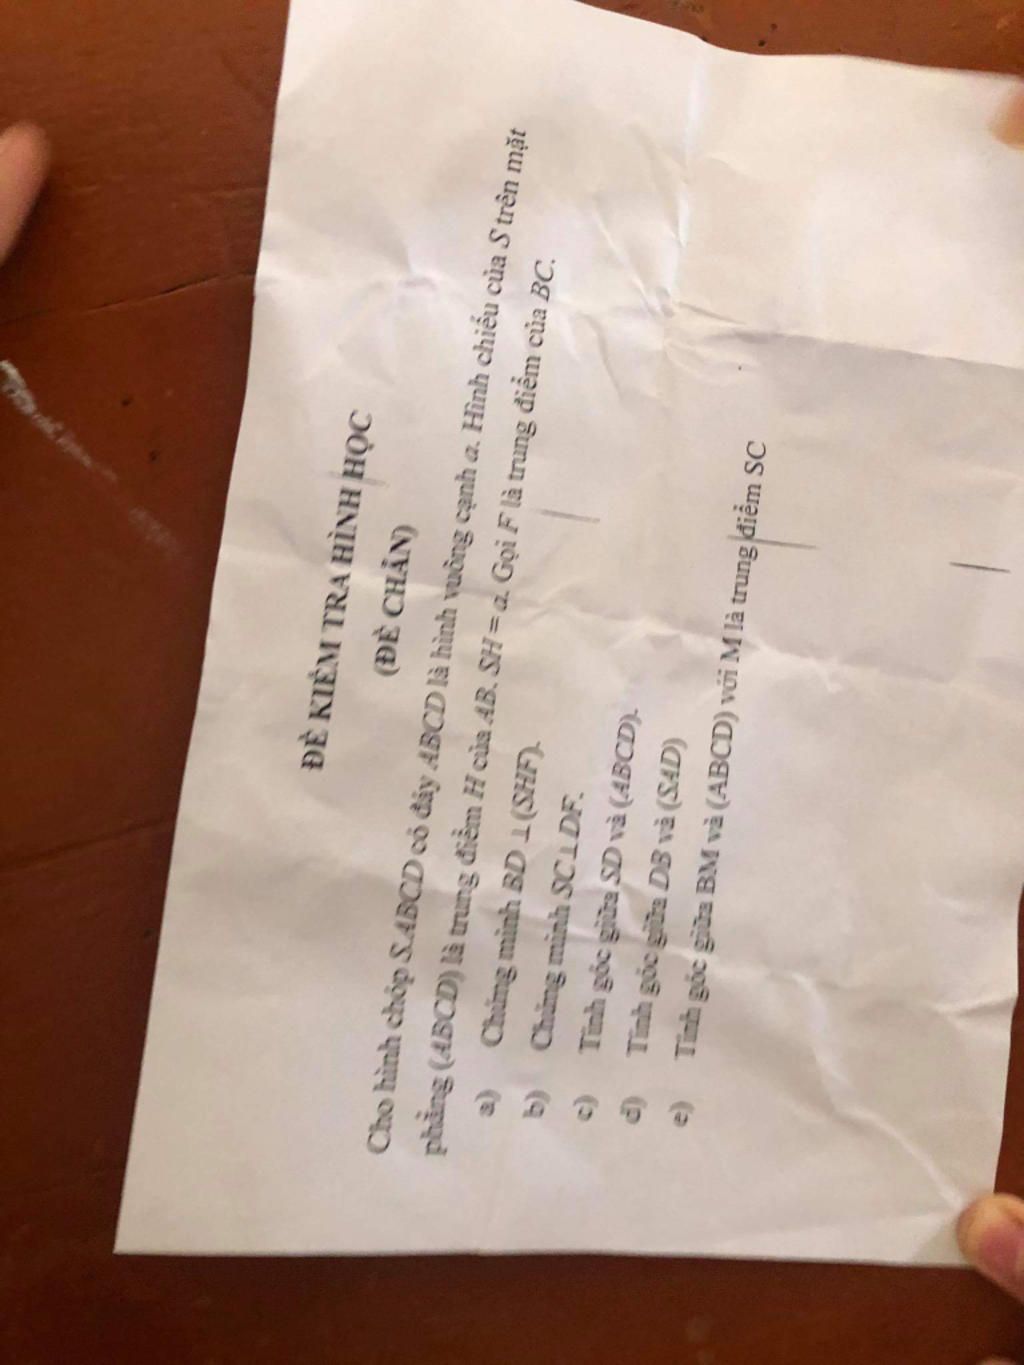 ĐỀ KIỂM TRA HÌNH HỌC
(ĐỀ CHẴN)
Cho hình chóp S.ABCD có đáy ABCD là hình vuông cạnh a. Hình chiếu của S trên mặt
phẳng (ABCD) là trung điểm H của AB. SH = a. Gọi F là trung điểm của BC.
a) Chứng minh BD ⊥ (SHF).
b) Chứng minh SC ⊥ DF.
c) Tính góc giữa SD và (ABCD).
d) Tính góc giữa DB và (SAD)
e) Tính góc giữa BM và (ABCD) với M là trung điểm SC